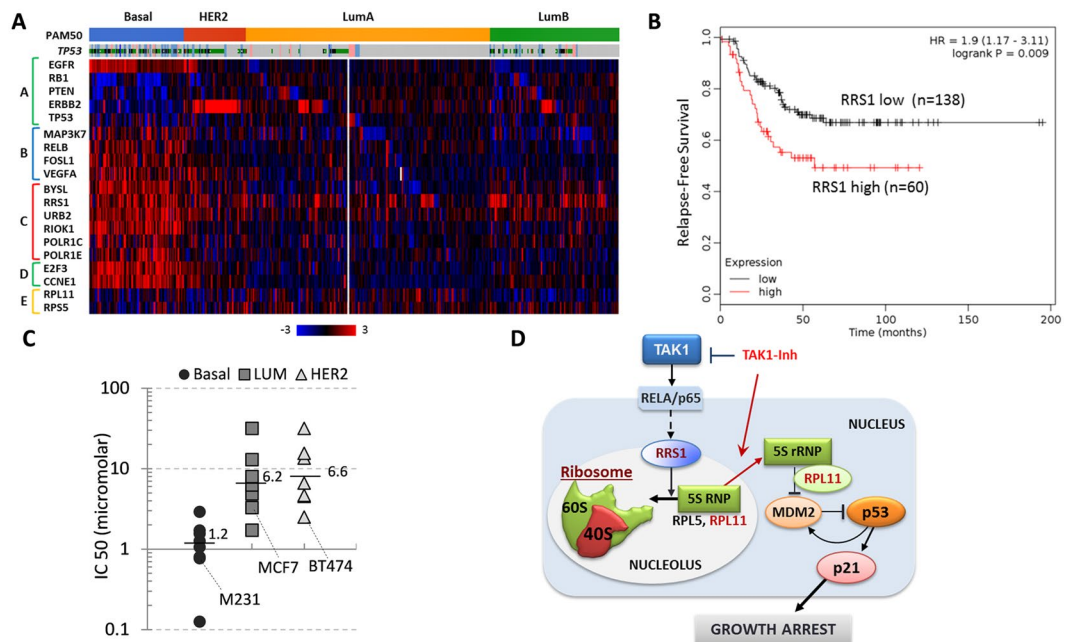 A
Basal HER2 LumA LumB
PAM50
TP53
A
EGFR
RB1
PTEN
ERBB2
TP53
B
MAP3K7
RELB
FOSL1
VEGFA
C
BYSL
RRS1
URB2
RIOK1
POLR1C
POLR1E
D
E2F3
CCNE1
E
RPL11
RPS5
-3 3
B
Relapse-Free Survival
1.0
0.8
0.6
0.4
0.2
0.0
HR = 1.9 (1.17 - 3.11)
logrank P = 0.009
RRS1 low (n=138)
RRS1 high (n=60)
Expression
low
high
0 50 100 150 200
Time (months)
C
Basal LUM HER2
IC 50 (micromolar)
100
10
1
0.1
1.2
6.2
6.6
M231
MCF7
BT474
D
TAK1
TAK1-Inh
RELA/p65
NUCLEUS
RRS1
5S rRNP
RPL11
Ribosome
60S
40S
5S RNP
RPL5, RPL11
MDM2
p53
NUCLEOLUS
p21
GROWTH ARREST